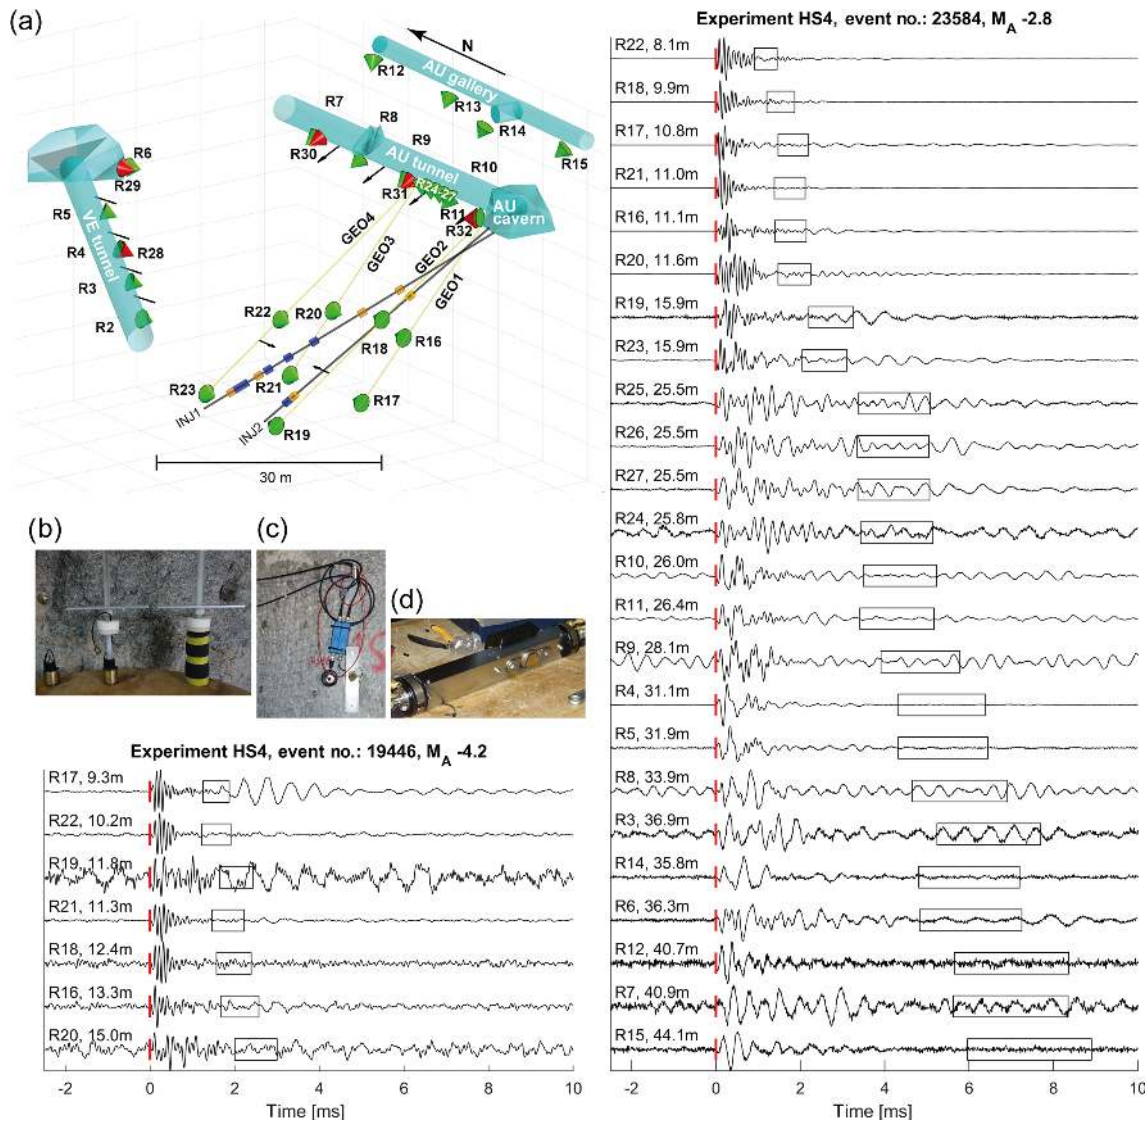 (a)
N
R12
AU gallery
R13
R14
R15
R7
R8
R9
R10
R30
AU tunnel
R31
R24-27
R11
R32
AU
cavern
R6
R29
R5
VE tunnel
R4
R28
R3
R2
GEO4
GEO3
GEO2
GEO1
R22
R20
R18
R16
R23
R21
R17
R19
INJ1
INJ2
30 m
(b)
(c)
(d)
Experiment HS4, event no.: 19446, MA -4.2
R17, 9.3m
R22, 10.2m
R19, 11.8m
R21, 11.3m
R18, 12.4m
R16, 13.3m
R20, 15.0m
-2 0 2 4 6 8 10
Time [ms]
Experiment HS4, event no.: 23584, MA -2.8
R22, 8.1m
R18, 9.9m
R17, 10.8m
R21, 11.0m
R16, 11.1m
R20, 11.6m
R19, 15.9m
R23, 15.9m
R25, 25.5m
R26, 25.5m
R27, 25.5m
R24, 25.8m
R10, 26.0m
R11, 26.4m
R9, 28.1m
R4, 31.1m
R5, 31.9m
R8, 33.9m
R3, 36.9m
R14, 35.8m
R6, 36.3m
R12, 40.7m
R7, 40.9m
R15, 44.1m
-2 0 2 4 6 8 10
Time [ms]